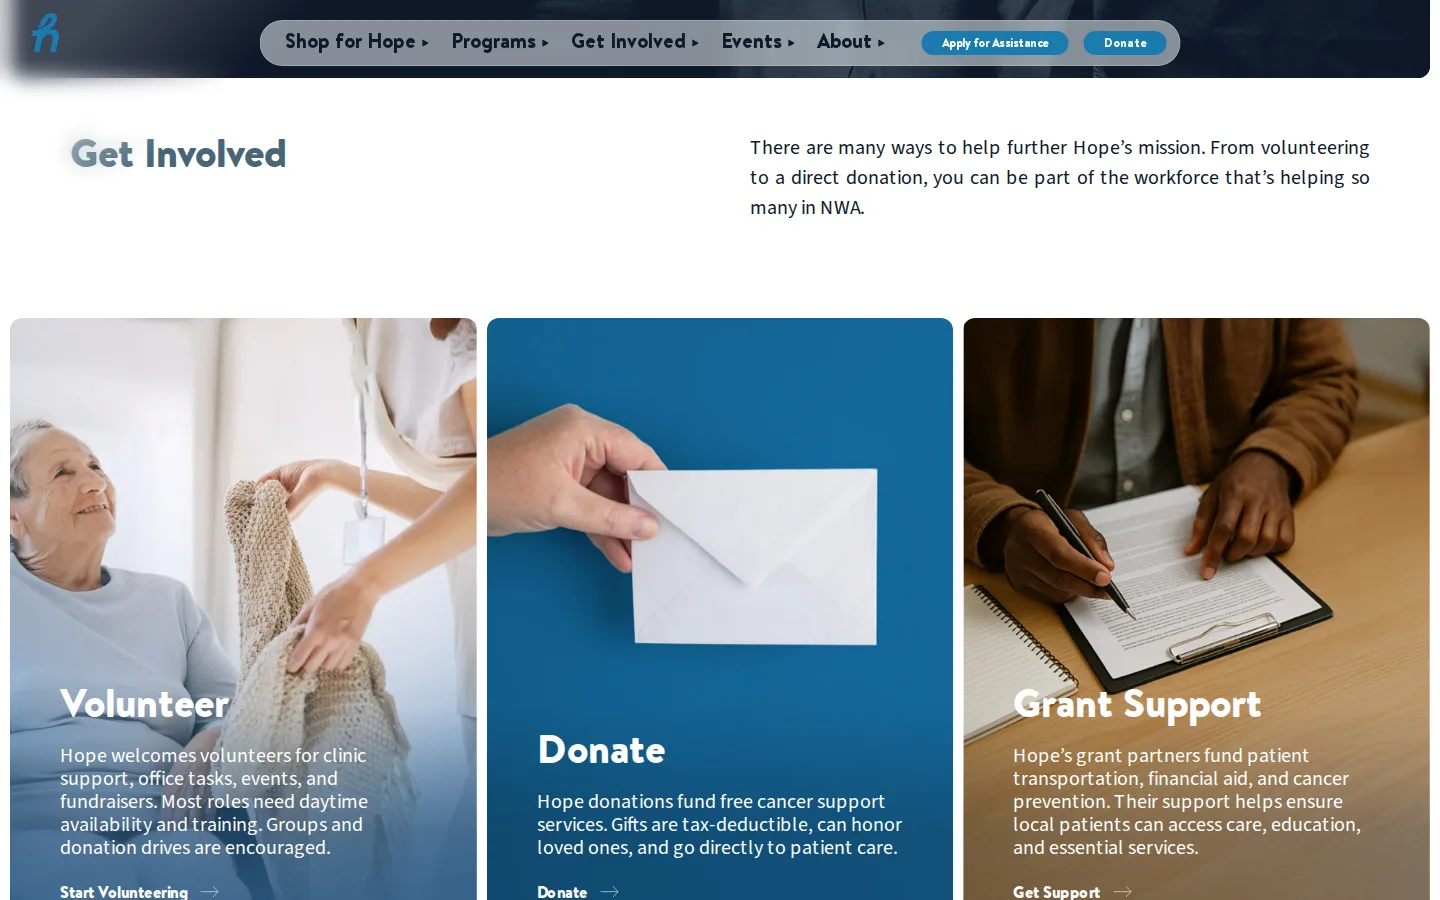 h
Shop for Hope ▸ Programs ▸ Get Involved ▸ Events ▸ About ▸ Apply for Assistance Donate
Get Involved
There are many ways to help further Hope’s mission. From volunteering
to a direct donation, you can be part of the workforce that’s helping so
many in NWA.
Volunteer
Hope welcomes volunteers for clinic
support, office tasks, events, and
fundraisers. Most roles need daytime
availability and training. Groups and
donation drives are encouraged.
Start Volunteering
Donate
Hope donations fund free cancer support
services. Gifts are tax-deductible, can honor
loved ones, and go directly to patient care.
Donate
Grant Support
Hope’s grant partners fund patient
transportation, financial aid, and cancer
prevention. Their support helps ensure
local patients can access care, education,
and essential services.
Get Support